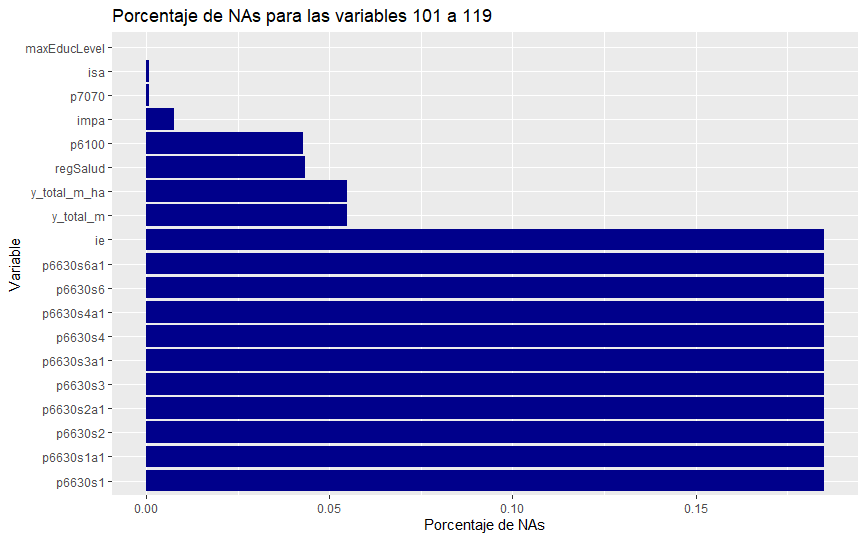 Porcentaje de NAs para las variables 101 a 119
Variable
maxEducLevel
isa
p7070
impa
p6100
regSalud
y_total_m_ha
y_total_m
ie
p6630s6a1
p6630s6
p6630s4a1
p6630s4
p6630s3a1
p6630s3
p6630s2a1
p6630s2
p6630s1a1
p6630s1
0.00 0.05 0.10 0.15
Porcentaje de NAs